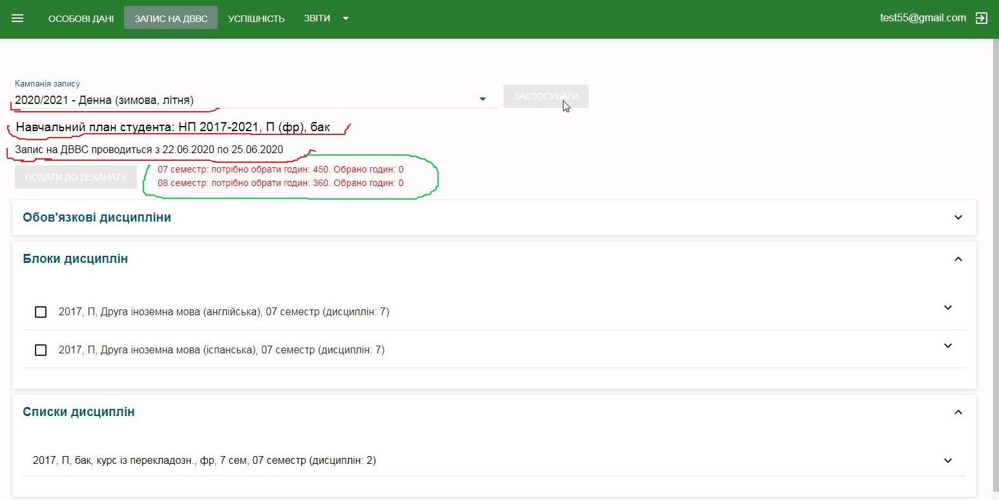 ОСОБОВІ ДАНІ ЗАПИС НА ДВВС УСПІШНІСТЬ ЗВІТИ test55@gmail.com
Кампанія запису
2020/2021 - Денна (зимова, літня) ЗАСТОСУВАТИ
Навчальний план студента: НП 2017-2021, П (фр), бак
Запис на ДВВС проводиться з 22.06.2020 по 25.06.2020
ПОДАТИ ДО ДЕКАНАТУ
07 семестр: потрібно обрати годин: 450. Обрано годин: 0
08 семестр: потрібно обрати годин: 360. Обрано годин: 0
Обов'язкові дисципліни
Блоки дисциплін
2017, П, Друга іноземна мова (англійська), 07 семестр (дисциплін: 7)
2017, П, Друга іноземна мова (іспанська), 07 семестр (дисциплін: 7)
Списки дисциплін
2017, П, бак, курс із перекладозн., фр, 7 сем, 07 семестр (дисциплін: 2)